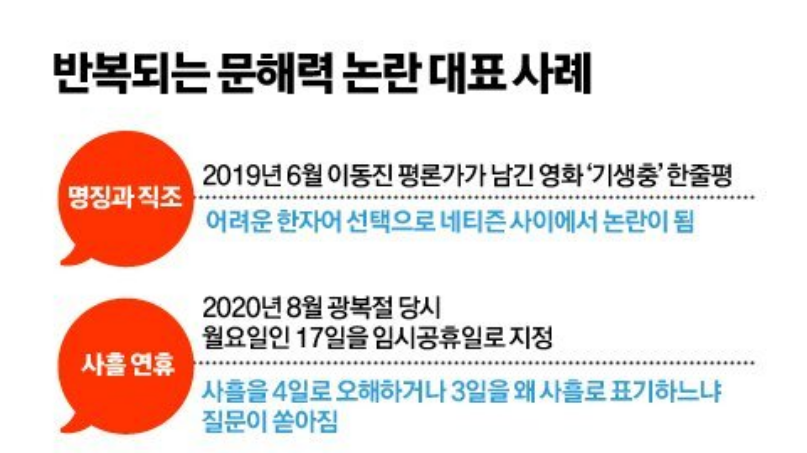 반복되는 문해력 논란 대표 사례
명징과 직조
2019년 6월 이동진 평론가가 남긴 영화 ‘기생충’ 한줄평
어려운 한자어 선택으로 네티즌 사이에서 논란이 됨
사흘 연휴
2020년 8월 광복절 당시
월요일인 17일을 임시공휴일로 지정
사흘을 4일로 오해하거나 3일을 왜 사흘로 표기하느냐
질문이 쏟아짐